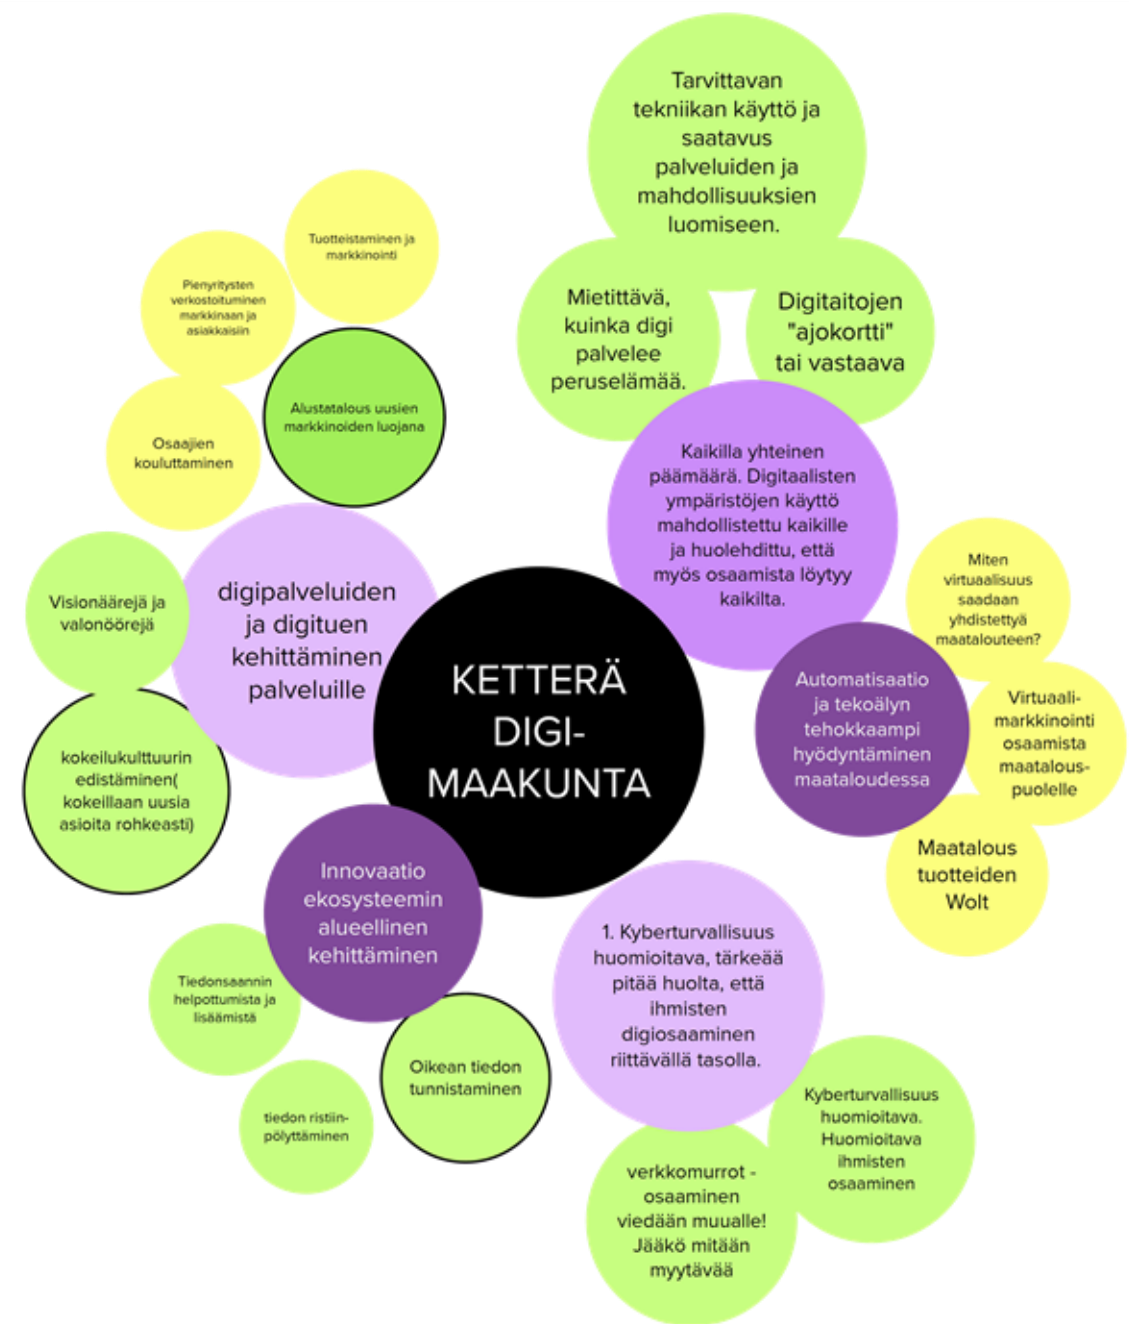 Tarvittavan
tekniikan käyttö ja
saatavus
palveluiden ja
mahdollisuuksien
luomiseen.
Mietittävä,
kuinka digi
palvelee
peruselämää.
Digitaitojen
"ajokortti"
tai vastaava
Kaikilla yhteinen
päämäärä. Digitaalisten
ympäristöjen käyttö
mahdollistettu kaikille
ja huolehdittu, että
myös osaamista löytyy
kaikilta.
Tuotteistaminen ja
markkinointi
Pienyritysten
verkostoituminen
markkinaan ja
asiakkaisiin
Alustatalous uusien
markkinoiden luojana
Osaajien
kouluttaminen
digipalveluiden
ja digituen
kehittäminen
palveluille
Visionäärejä ja
valonöörejä
kokeilukulttuurin
edistäminen(
kokeillaan uusia
asioita rohkeasti)
KETTERÄ
DIGI-
MAAKUNTA
Miten
virtuaalisuus
saadaan
yhdistettyä
maatalouteen?
Automatisaatio
ja tekoälyn
tehokkaampi
hyödyntäminen
maataloudessa
Virtuaali-
markkinointi
osaamista
maatalous-
puolelle
Maatalous
tuotteiden
Wolt
Innovaatio
ekosysteemin
alueellinen
kehittäminen
Tiedonsaannin
helpottumista ja
lisäämistä
Oikean tiedon
tunnistaminen
tiedon ristiin-
pölyttäminen
1. Kyberturvallisuus
huomioitava, tärkeää
pitää huolta, että
ihmisten
digiosaaminen
riittävällä tasolla.
Kyberturvallisuus
huomioitava.
Huomioitava
ihmisten
osaaminen
verkkomurrot -
osaaminen
viedään muualle!
Jääkö mitään
myytävää